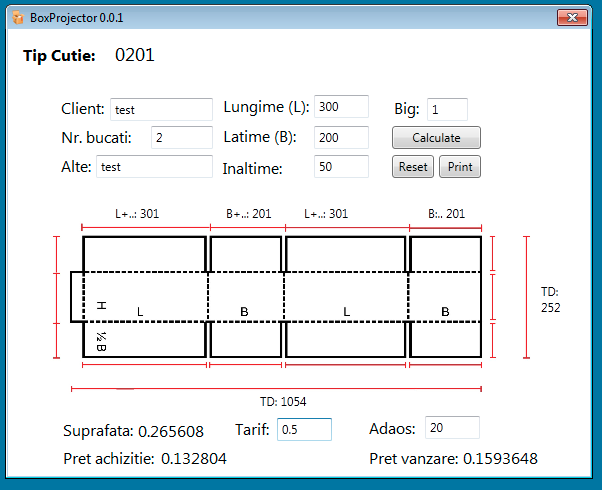 BoxProjector 0.0.1
Tip Cutie: 0201
Client: test Lungime (L): 300 Big: 1
Nr. bucati: 2 Latime (B): 200 Calculate
Alte: test Inaltime: 50 Reset Print
L+..: 301 B+..: 201 L+..: 301 B:.. 201
TD:
252
H L B L B
½ B
TD: 1054
Suprafata: 0.265608 Tarif: 0.5 Adaos: 20
Pret achizitie: 0.132804 Pret vanzare: 0.1593648